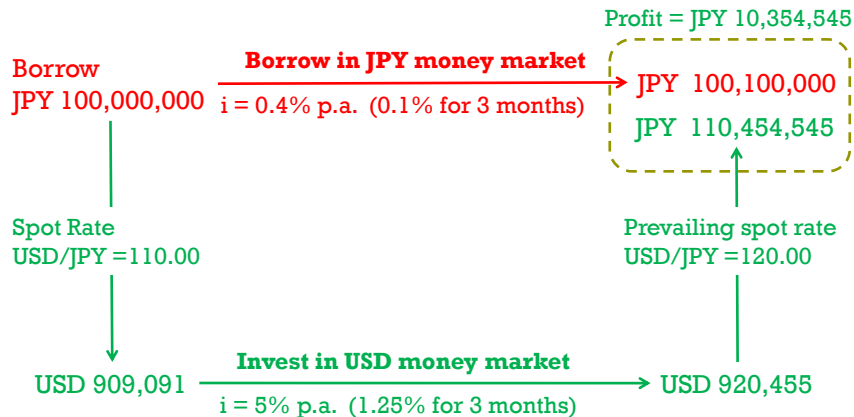 Profit = JPY 10,354,545
Borrow
JPY 100,000,000
Borrow in JPY money market
i = 0.4% p.a. (0.1% for 3 months)
JPY 100,100,000
JPY 110,454,545
Spot Rate
USD/JPY =110.00
Prevailing spot rate
USD/JPY =120.00
USD 909,091
Invest in USD money market
i = 5% p.a. (1.25% for 3 months)
USD 920,455